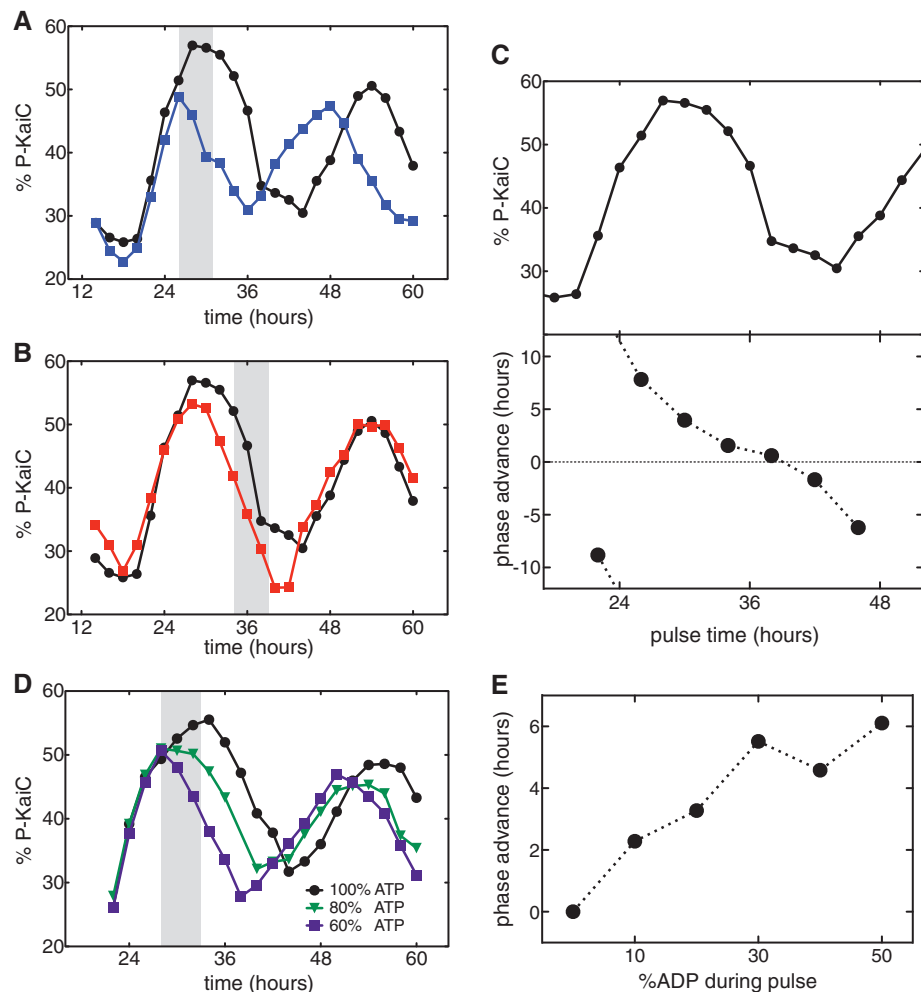 A
% P-KaiC
60
50
40
30
20
12 24 36 48 60
time (hours)
B
% P-KaiC
60
50
40
30
20
12 24 36 48 60
time (hours)
C
% P-KaiC
60
50
40
30
phase advance (hours)
10
5
0
-5
-10
24 36 48
pulse time (hours)
D
% P-KaiC
60
50
40
30
20
100% ATP
80% ATP
60% ATP
24 36 48 60
time (hours)
E
phase advance (hours)
6
4
2
0
10 30 50
%ADP during pulse